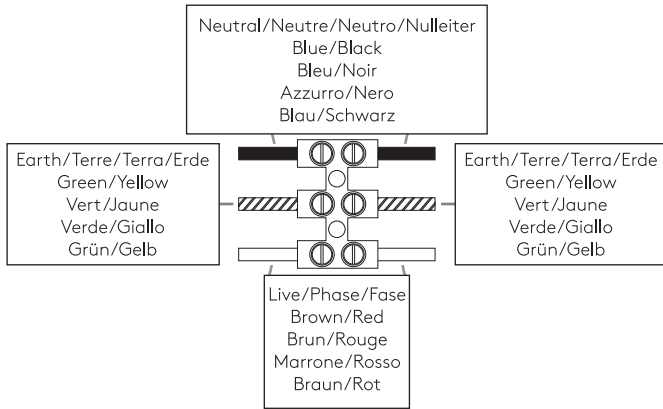 Neutral/Neutre/Neutro/Nulleiter
Blue/Black
Bleu/Noir
Azzurro/Nero
Blau/Schwarz
Earth/Terre/Terra/Erde
Green/Yellow
Vert/Jaune
Verde/Giallo
Grün/Gelb
Earth/Terre/Terra/Erde
Green/Yellow
Vert/Jaune
Verde/Giallo
Grün/Gelb
Live/Phase/Fase
Brown/Red
Brun/Rouge
Marrone/Rosso
Braun/Rot